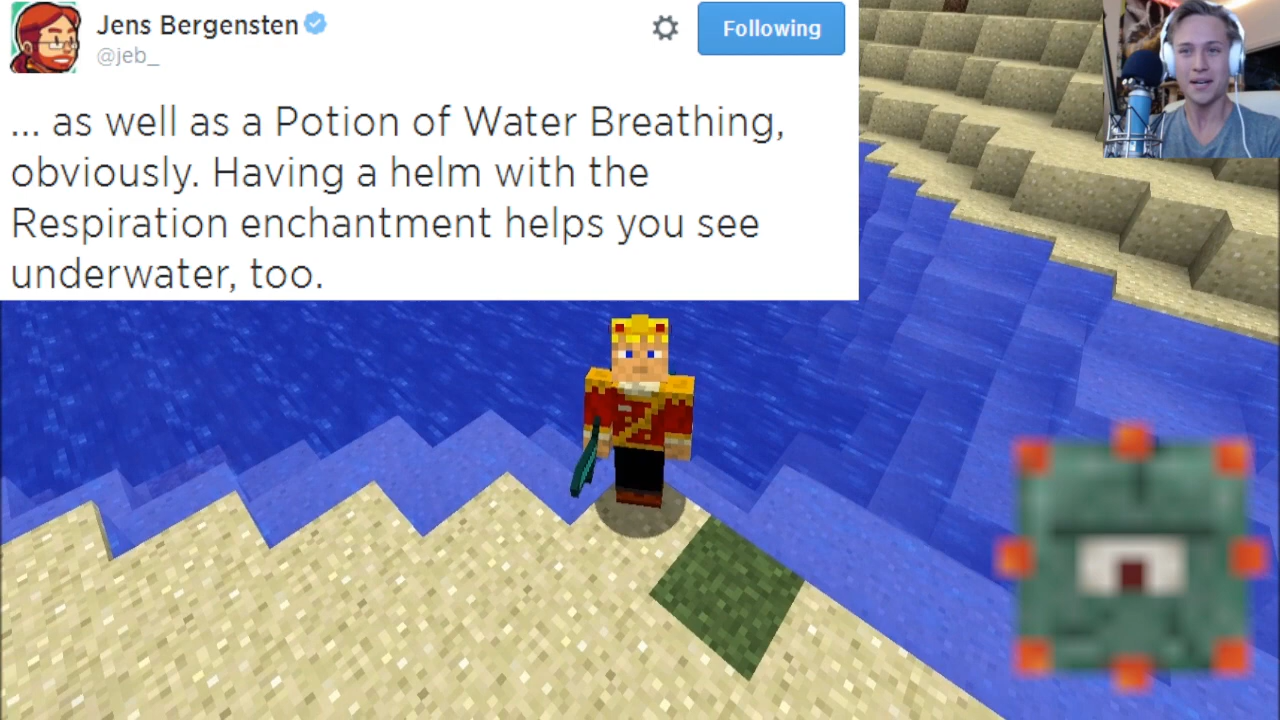 Jens Bergensten
@jeb_
Following
... as well as a Potion of Water Breathing,
obviously. Having a helm with the
Respiration enchantment helps you see
underwater, too.